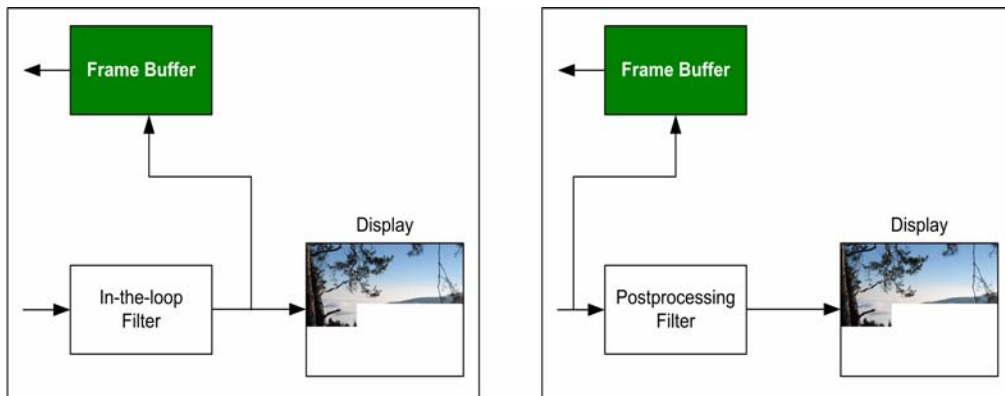 Frame Buffer
Display
In-the-loop
Filter
Frame Buffer
Display
Postprocessing
Filter